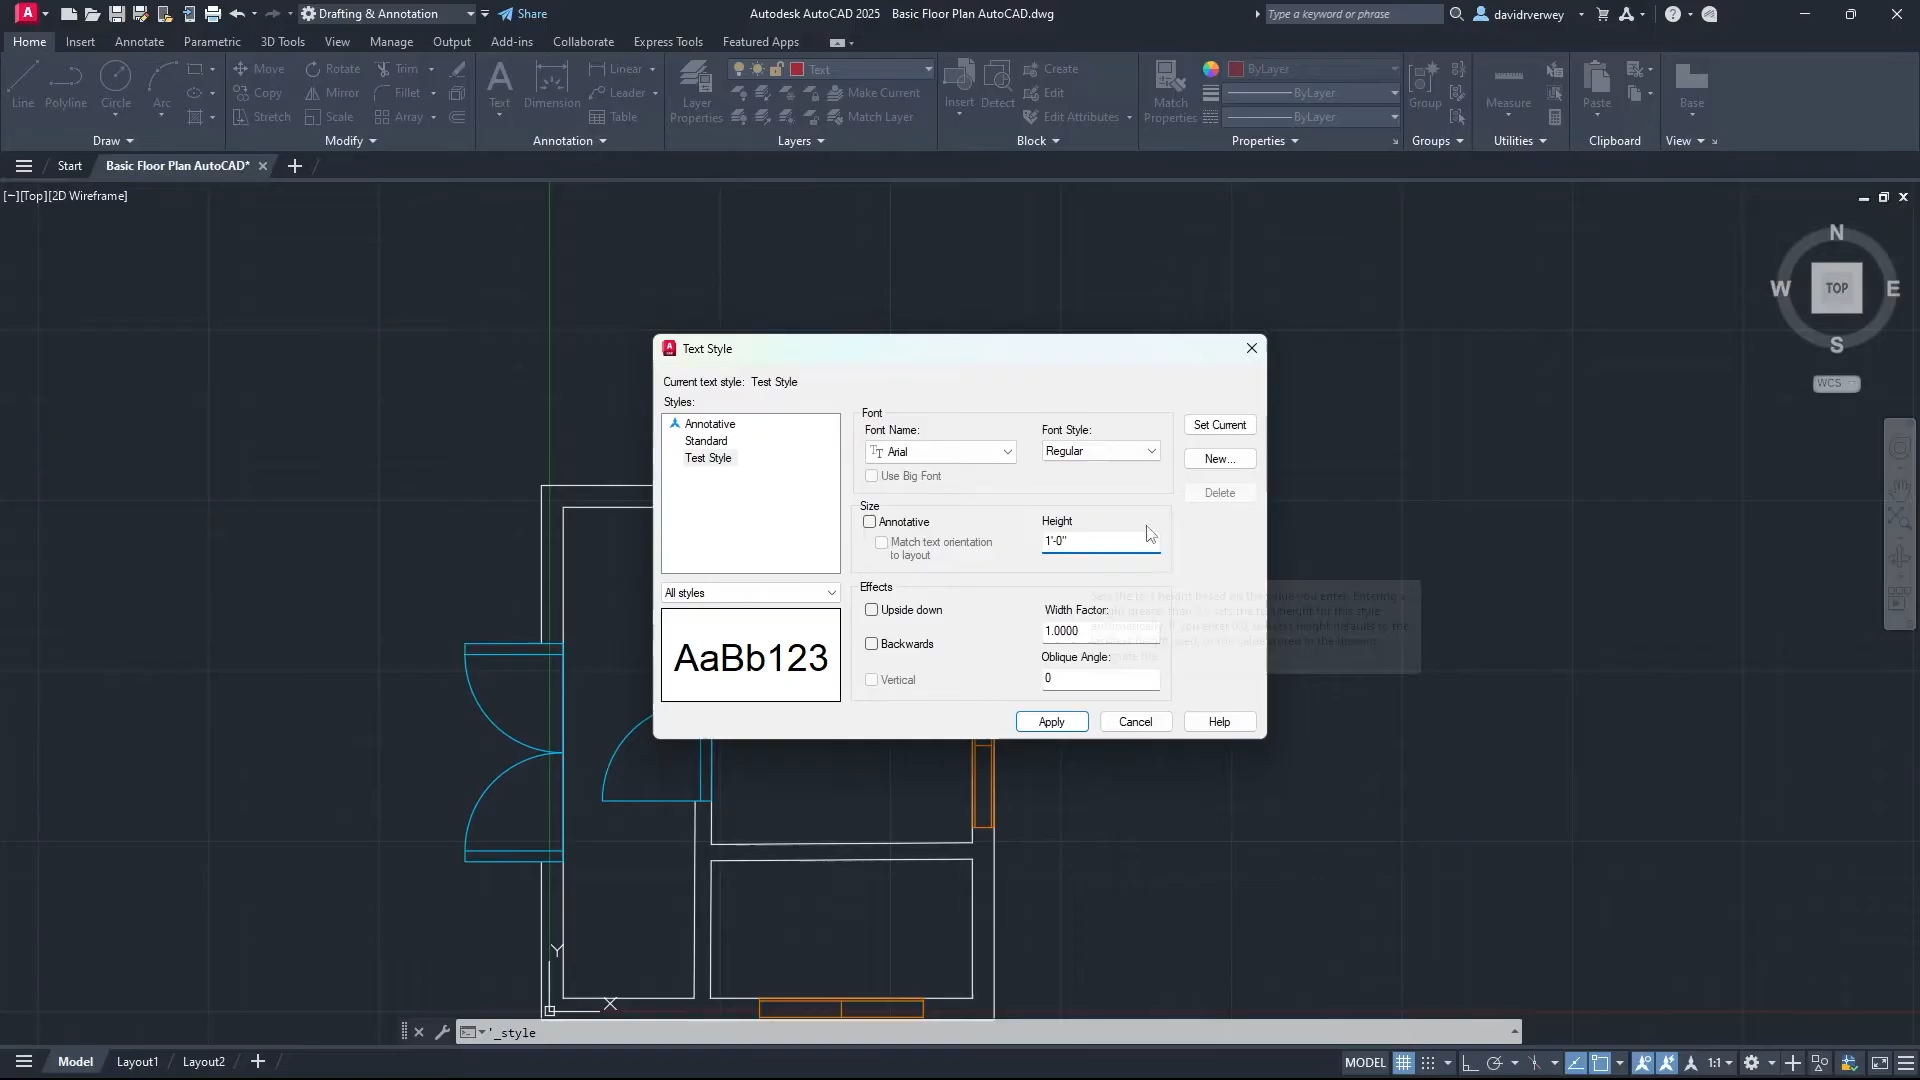 Drafting & Annotation
Share
Autodesk AutoCAD 2025 Basic Floor Plan AutoCAD.dwg
Type a keyword or phrase
davidrverwey
Home Insert Annotate Parametric 3D Tools View Manage Output Add-ins Collaborate Express Tools Featured Apps
Line Polyline Circle Arc
Move Rotate Trim
Copy Mirror Fillet
Stretch Scale Array
Text Dimension
Linear
Leader
Table
Layer
Properties
Text
Make Current
Match Layer
Insert Detect
Create
Edit
Edit Attributes
Match
Properties
ByLayer
ByLayer
ByLayer
Group
Measure
Paste
Base
Draw Modify Annotation Layers Block Properties Groups Utilities Clipboard View
Start Basic Floor Plan AutoCAD*
[−][Top][2D Wireframe]
N
W TOP E
S
WCS
Text Style
Current text style: Test Style
Styles:
Annotative
Standard
Test Style
All styles
AaBb123
Font
Font Name: Font Style:
Arial Regular
Use Big Font
Size
Annotative
Match text orientation
to layout
Height
1'-0"
Effects
Upside down
Backwards
Vertical
Width Factor:
1.0000
Oblique Angle:
0
Set Current
New...
Delete
Apply Cancel Help
Y
X
'_style
Model Layout1 Layout2
MODEL
1:1